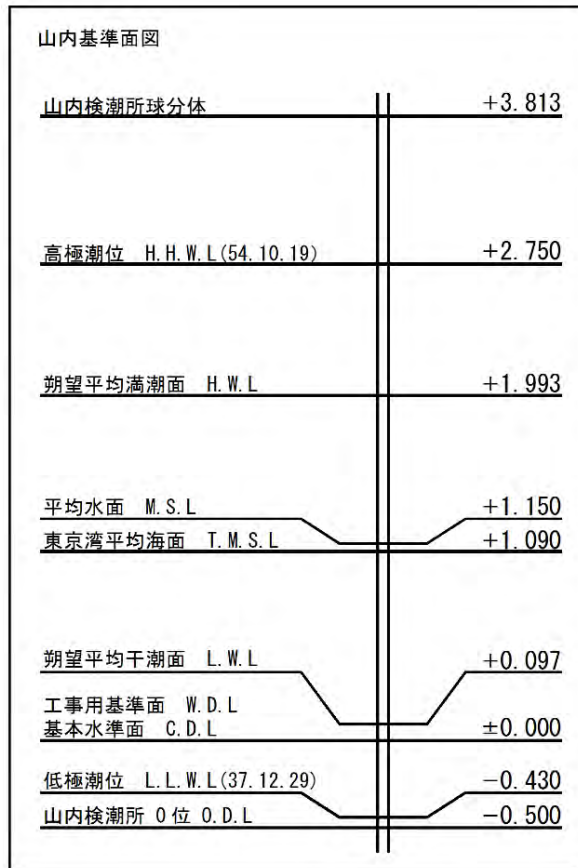 山内基準面図
山内検潮所球分体 +3.813
高極潮位 H.H.W.L(54.10.19) +2.750
朔望平均満潮面 H.W.L +1.993
平均水面 M.S.L +1.150
東京湾平均海面 T.M.S.L +1.090
朔望平均干潮面 L.W.L +0.097
工事用基準面 W.D.L
基本水準面 C.D.L ±0.000
低極潮位 L.L.W.L(37.12.29) −0.430
山内検潮所 0位 O.D.L −0.500